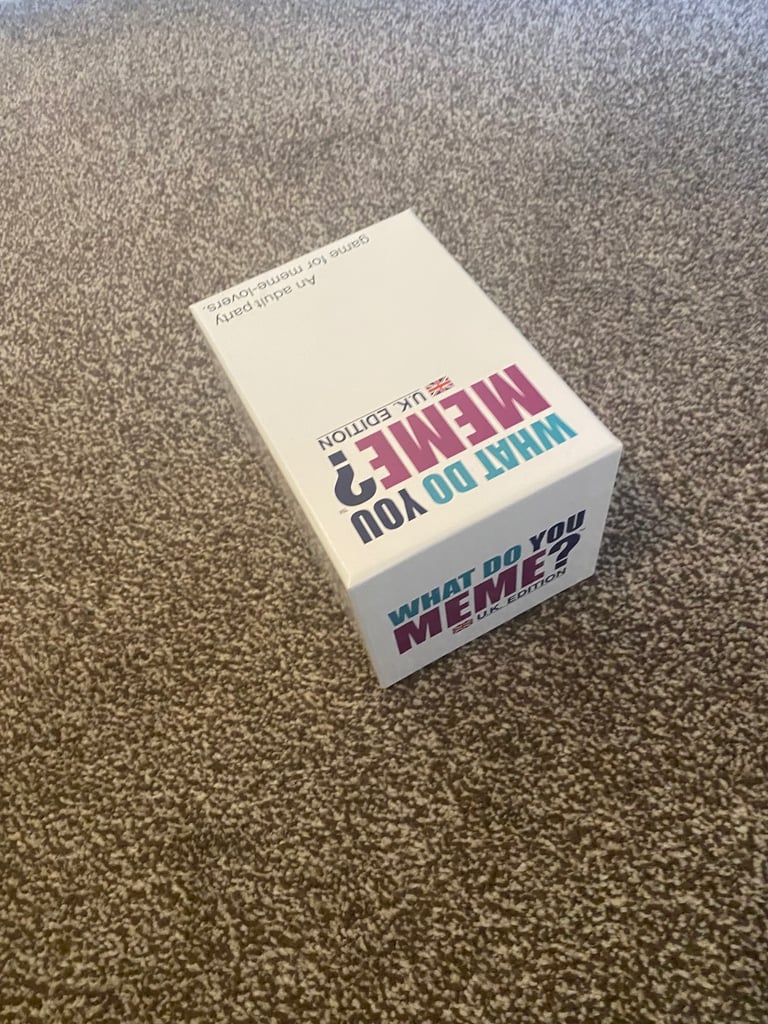 WHAT DO YOU
MEME?
U.K. EDITION
An adult party
game for meme-lovers.
WHAT DO YOU
MEME?
U.K. EDITION